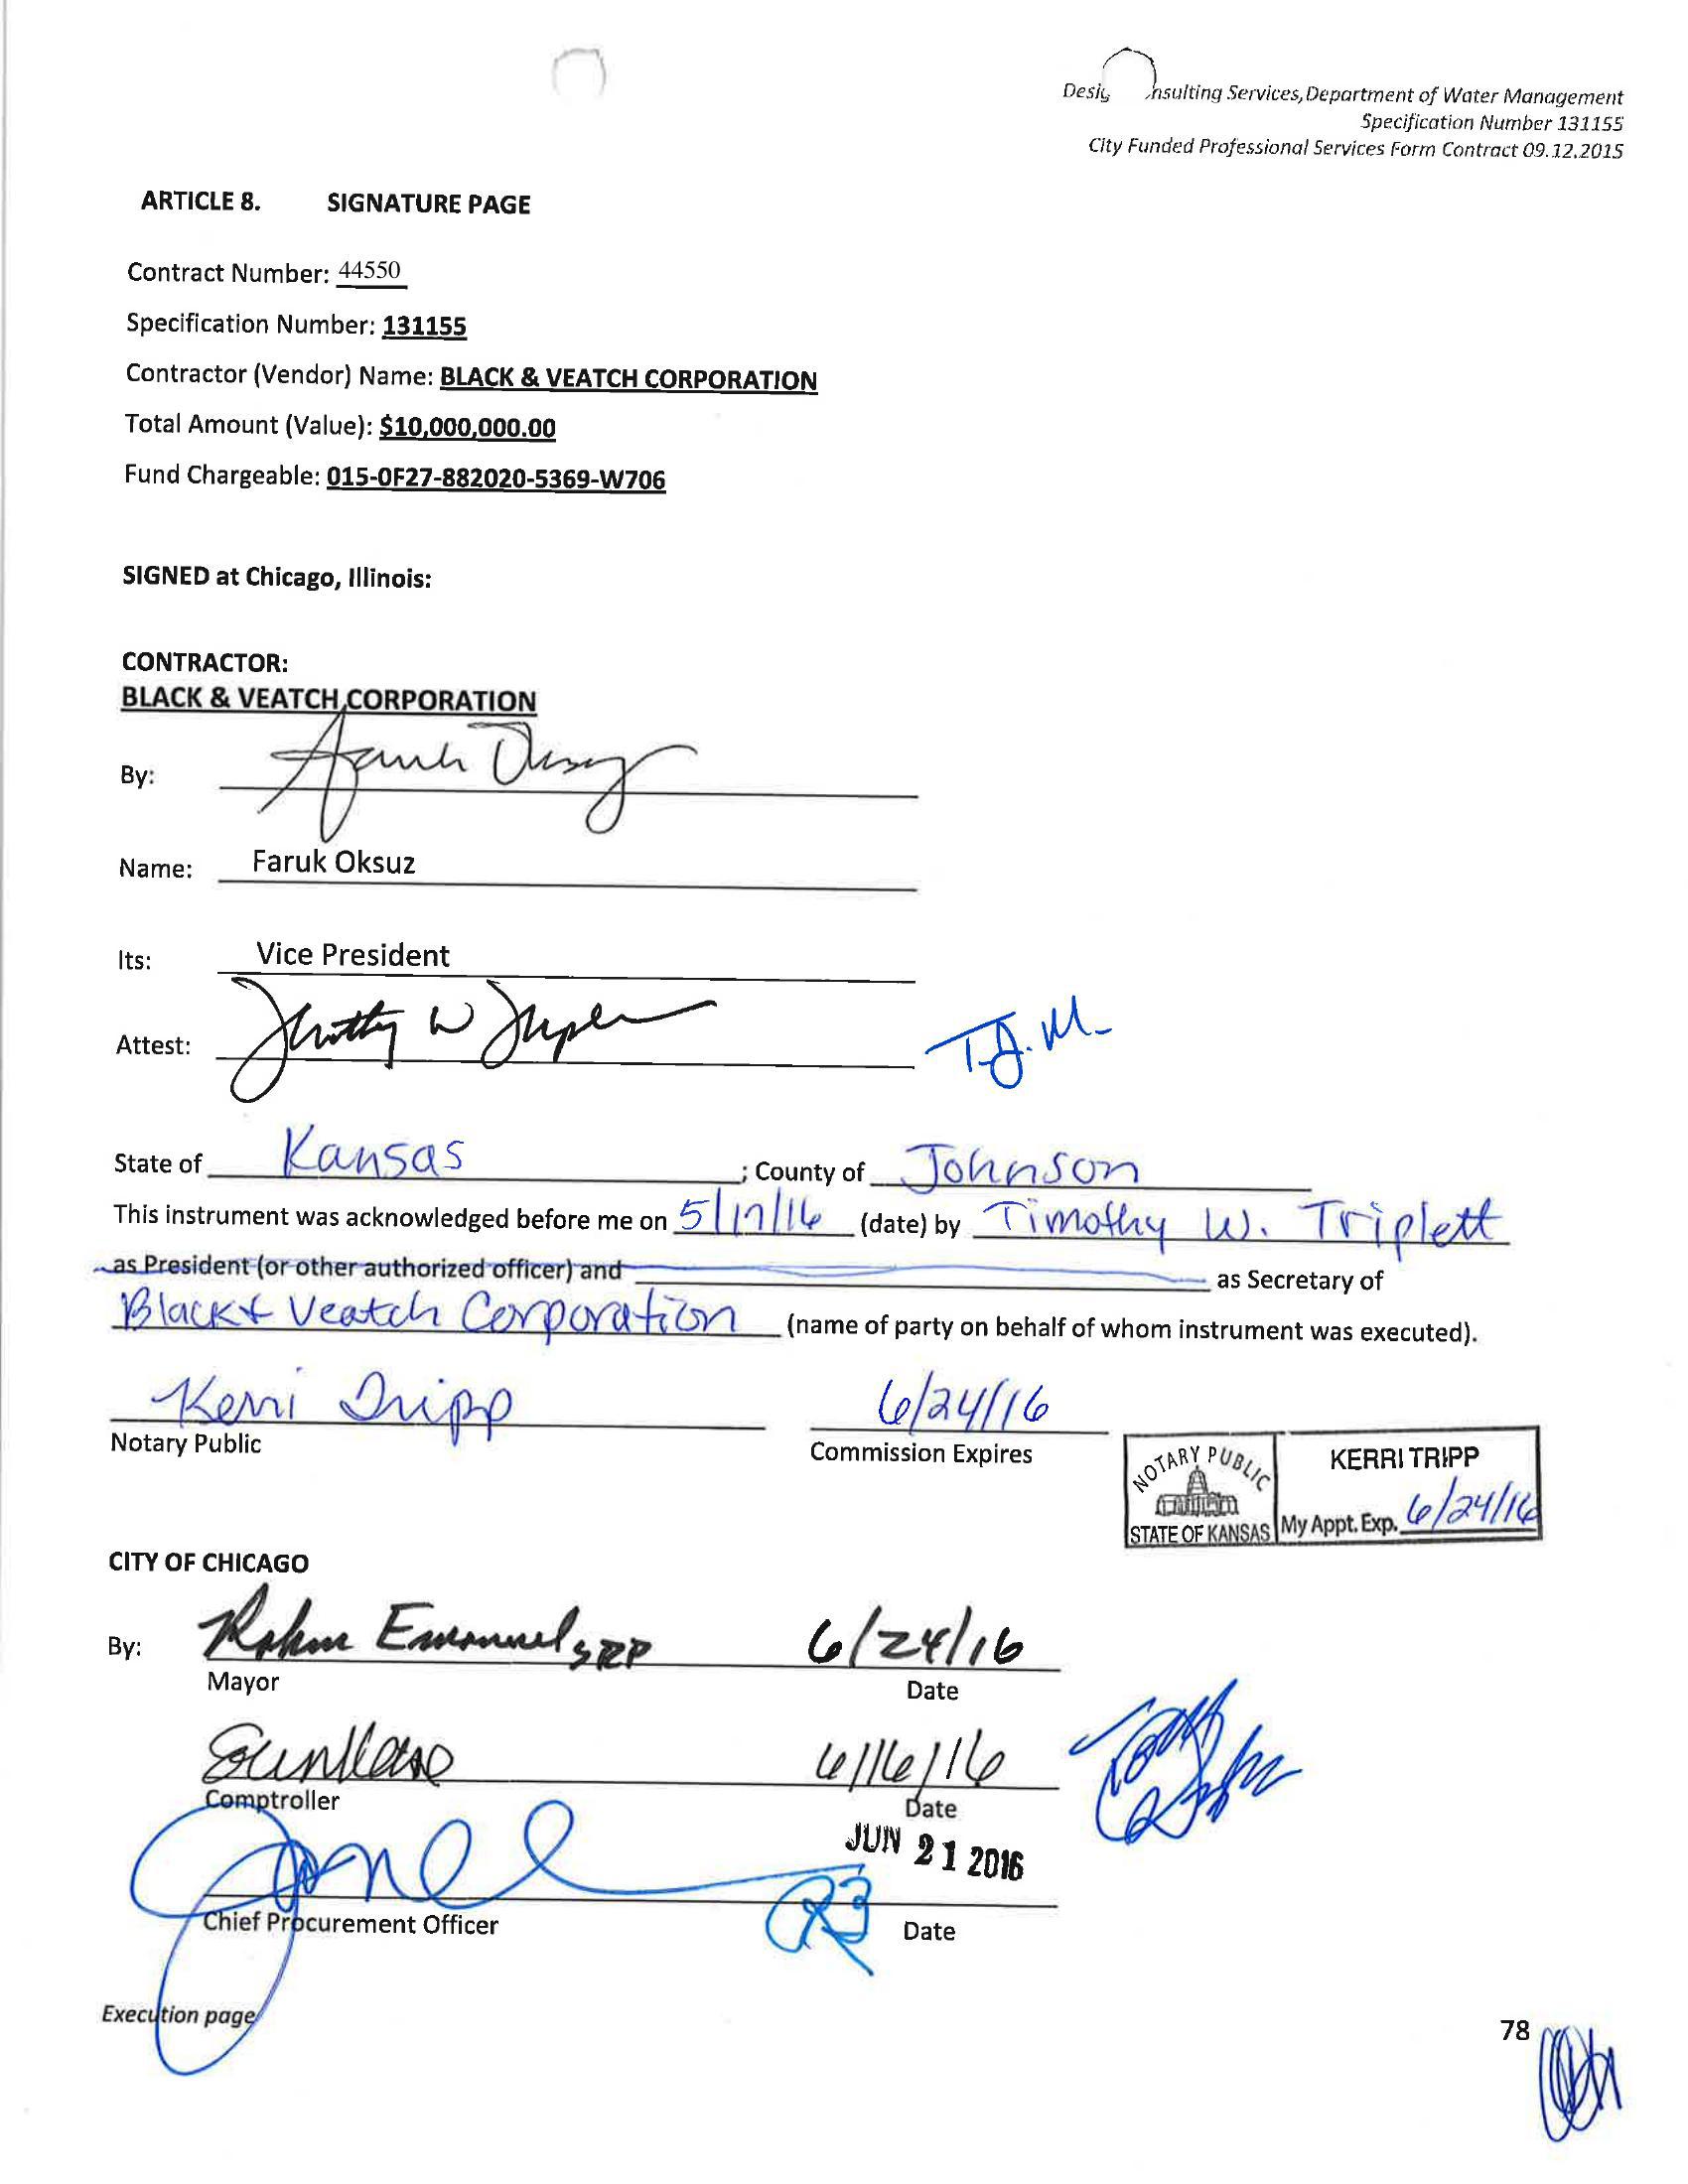 Desig nsulting Services, Department of Water Management
Specification Number 131155
City Funded Professional Services Form Contract 09.12.2015
ARTICLE 8. SIGNATURE PAGE
Contract Number: 44550
Specification Number: 131155
Contractor (Vendor) Name: BLACK & VEATCH CORPORATION
Total Amount (Value): $10,000,000.00
Fund Chargeable: 015-0F27-882020-5369-W706
SIGNED at Chicago, Illinois:
CONTRACTOR:
BLACK & VEATCH CORPORATION
By:
Name: Faruk Oksuz
Its: Vice President
Attest: T.J.M.
State of Kansas ; County of Johnson
This instrument was acknowledged before me on 5/17/16 (date) by Timothy W. Triplett
as President (or other authorized officer) and as Secretary of
Black & Veatch Corporation (name of party on behalf of whom instrument was executed).
Kerri Tripp 6/24/16
Notary Public Commission Expires
NOTARY PUBLIC KERRI TRIPP
STATE OF KANSAS My Appt. Exp. 6/24/16
CITY OF CHICAGO
By: Rahm Emanuel, SRP 6/24/16
Mayor Date
6/16/16
Comptroller Date
JUN 21 2016
Chief Procurement Officer Date
Execution page
78